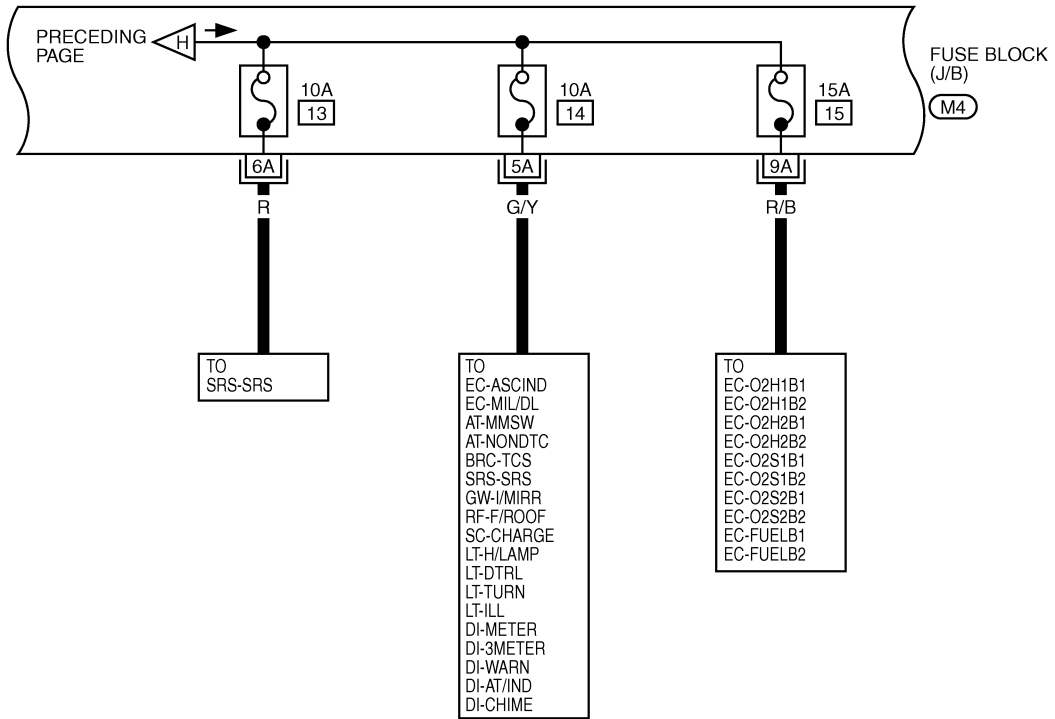 PRECEDING
PAGE
H
FUSE BLOCK
(J/B)
M4
10A
13
10A
14
15A
15
6A
5A
9A
R
G/Y
R/B
TO
SRS-SRS
TO
EC-ASCIND
EC-MIL/DL
AT-MMSW
AT-NONDTC
BRC-TCS
SRS-SRS
GW-I/MIRR
RF-F/ROOF
SC-CHARGE
LT-H/LAMP
LT-DTRL
LT-TURN
LT-ILL
DI-METER
DI-3METER
DI-WARN
DI-AT/IND
DI-CHIME
TO
EC-O2H1B1
EC-O2H1B2
EC-O2H2B1
EC-O2H2B2
EC-O2S1B1
EC-O2S1B2
EC-O2S2B1
EC-O2S2B2
EC-FUELB1
EC-FUELB2